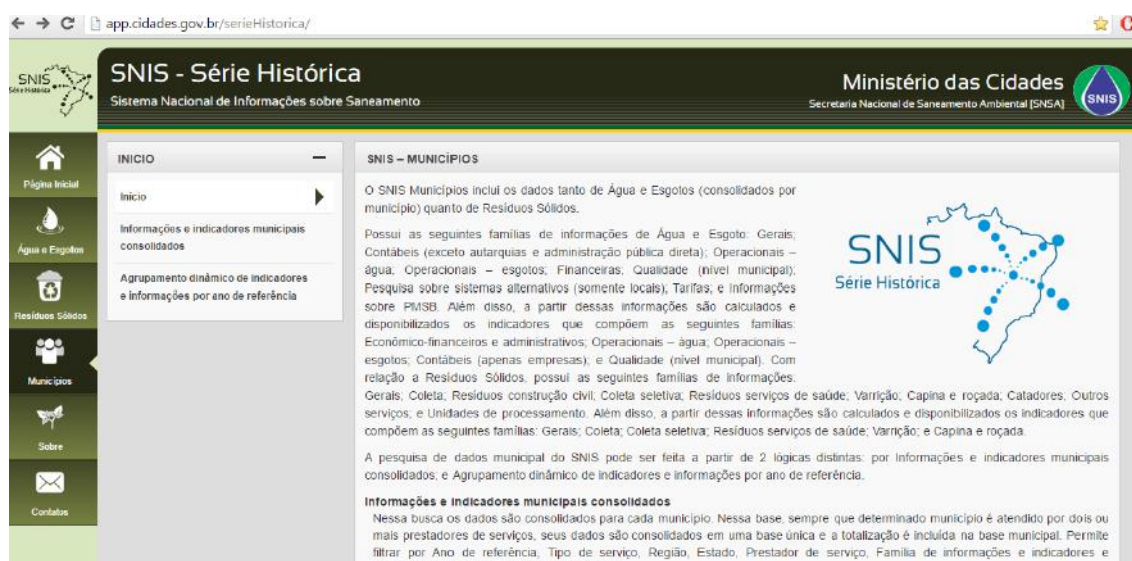 app.cidades.gov.br/serieHistorica/
SNIS
Série Histórica
SNIS - Série Histórica
Sistema Nacional de Informações sobre Saneamento
Ministério das Cidades
Secretaria Nacional de Saneamento Ambiental [SNSA]
SNIS
Página Inicial
Água e Esgotos
Resíduos Sólidos
Municípios
Sobre
Contatos
INICIO
Início
Informações e indicadores municipais
consolidados
Agrupamento dinâmico de indicadores
e informações por ano de referência
SNIS – MUNICÍPIOS
O SNIS Municípios inclui os dados tanto de Água e Esgotos (consolidados por
município) quanto de Resíduos Sólidos.
Possui as seguintes famílias de informações de Água e Esgoto: Gerais;
Contábeis (exceto autarquias e administração pública direta); Operacionais –
água; Operacionais – esgotos; Financeiras; Qualidade (nível municipal);
Pesquisa sobre sistemas alternativos (somente locais); Tarifas; e Informações
sobre PMSB. Além disso, a partir dessas informações são calculados e
disponibilizados os indicadores que compõem as seguintes famílias:
Econômico-financeiros e administrativos; Operacionais – água; Operacionais –
esgotos; Contábeis (apenas empresas); e Qualidade (nível municipal). Com
relação a Resíduos Sólidos, possui as seguintes famílias de informações:
Gerais; Coleta; Resíduos construção civil; Coleta seletiva; Resíduos serviços de saúde; Varrição; Capina e roçada; Catadores; Outros
serviços; e Unidades de processamento. Além disso, a partir dessas informações são calculados e disponibilizados os indicadores que
compõem as seguintes famílias: Gerais; Coleta; Coleta seletiva; Resíduos serviços de saúde; Varrição; e Capina e roçada.
SNIS
Série Histórica
A pesquisa de dados municipal do SNIS pode ser feita a partir de 2 lógicas distintas: por Informações e indicadores municipais
consolidados; e Agrupamento dinâmico de indicadores e informações por ano de referência.
Informações e indicadores municipais consolidados
Nessa busca os dados são consolidados para cada município. Nessa base, sempre que determinado município é atendido por dois ou
mais prestadores de serviços, seus dados são consolidados em uma base única e a totalização é incluída na base municipal. Permite
filtrar por Ano de referência, Tipo de serviço, Região, Estado, Prestador de serviço, Família de informações e indicadores e